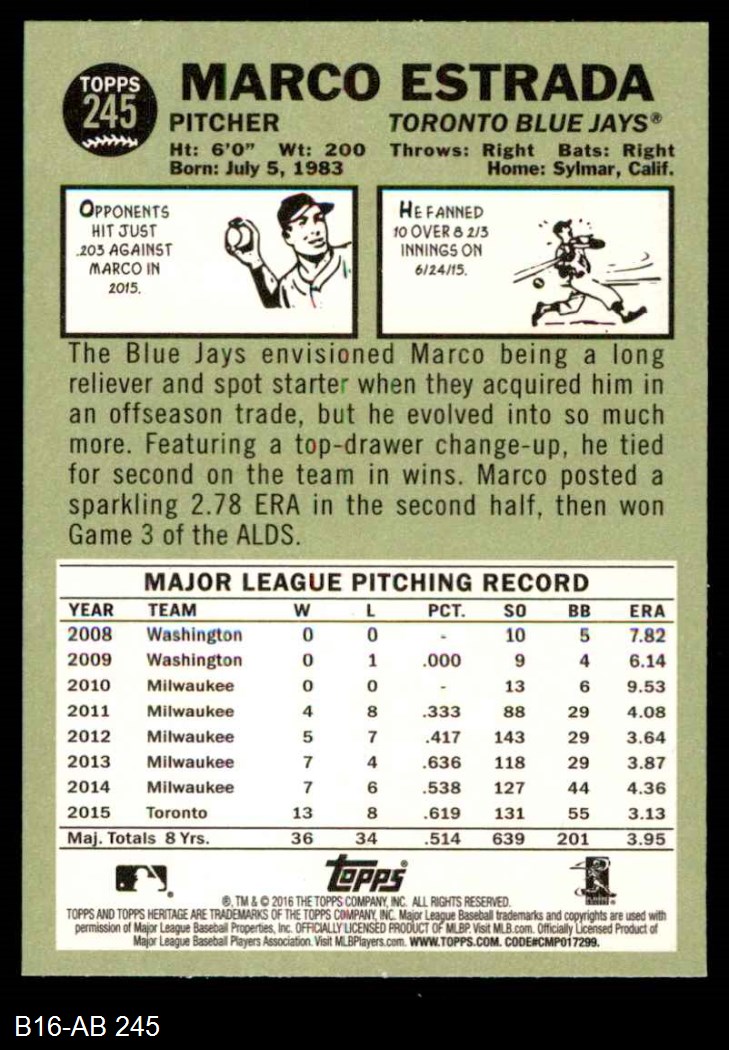 TOPPS
245
MARCO ESTRADA
PITCHER TORONTO BLUE JAYS®
Ht: 6'0" Wt: 200 Throws: Right Bats: Right
Born: July 5, 1983 Home: Sylmar, Calif.
OPPONENTS
HIT JUST
.203 AGAINST
MARCO IN
2015.
HE FANNED
10 OVER 8 2/3
INNINGS ON
6/24/15.
The Blue Jays envisioned Marco being a long
reliever and spot starter when they acquired him in
an offseason trade, but he evolved into so much
more. Featuring a top-drawer change-up, he tied
for second on the team in wins. Marco posted a
sparkling 2.78 ERA in the second half, then won
Game 3 of the ALDS.
MAJOR LEAGUE PITCHING RECORD
YEAR TEAM W L PCT. SO BB ERA
2008 Washington 0 0 - 10 5 7.82
2009 Washington 0 1 .000 9 4 6.14
2010 Milwaukee 0 0 - 13 6 9.53
2011 Milwaukee 4 8 .333 88 29 4.08
2012 Milwaukee 5 7 .417 143 29 3.64
2013 Milwaukee 7 4 .636 118 29 3.87
2014 Milwaukee 7 6 .538 127 44 4.36
2015 Toronto 13 8 .619 131 55 3.13
Maj. Totals 8 Yrs. 36 34 .514 639 201 3.95
Topps®
®, TM & © 2016 THE TOPPS COMPANY, INC. ALL RIGHTS RESERVED.
TOPPS AND TOPPS HERITAGE ARE TRADEMARKS OF THE TOPPS COMPANY, INC. Major League Baseball trademarks and copyrights are used with
permission of Major League Baseball Properties, Inc. OFFICIALLY LICENSED PRODUCT OF MLBP. Visit MLB.com. Officially Licensed Product of
Major League Baseball Players Association. Visit MLBPlayers.com. WWW.TOPPS.COM. CODE#CMP017299.
B16-AB 245